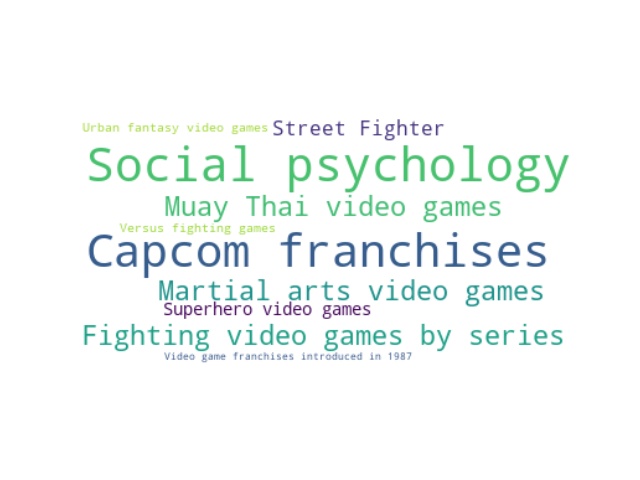 Urban fantasy video games Street Fighter
Social psychology
Muay Thai video games
Versus fighting games
Capcom franchises
Martial arts video games
Superhero video games
Fighting video games by series
Video game franchises introduced in 1987